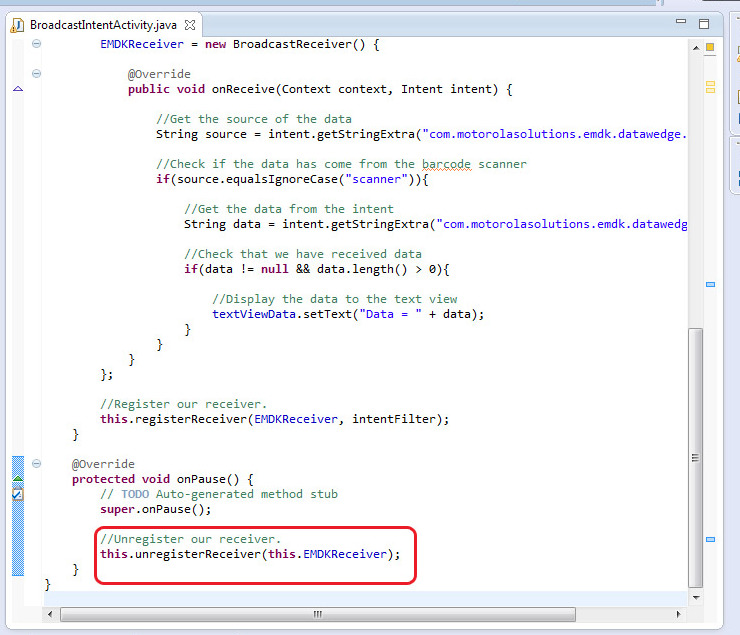 BroadcastIntentActivity.java
EMDKReceiver = new BroadcastReceiver() {
@Override
public void onReceive(Context context, Intent intent) {
//Get the source of the data
String source = intent.getStringExtra("com.motorolasolutions.emdk.datawedge.
//Check if the data has come from the barcode scanner
if(source.equalsIgnoreCase("scanner")){
//Get the data from the intent
String data = intent.getStringExtra("com.motorolasolutions.emdk.datawedg
//Check that we have received data
if(data != null && data.length() > 0){
//Display the data to the text view
textViewData.setText("Data = " + data);
}
}
}
};
//Register our receiver.
this.registerReceiver(EMDKReceiver, intentFilter);
}
@Override
protected void onPause() {
// TODO Auto-generated method stub
super.onPause();
//Unregister our receiver.
this.unregisterReceiver(this.EMDKReceiver);
}
}